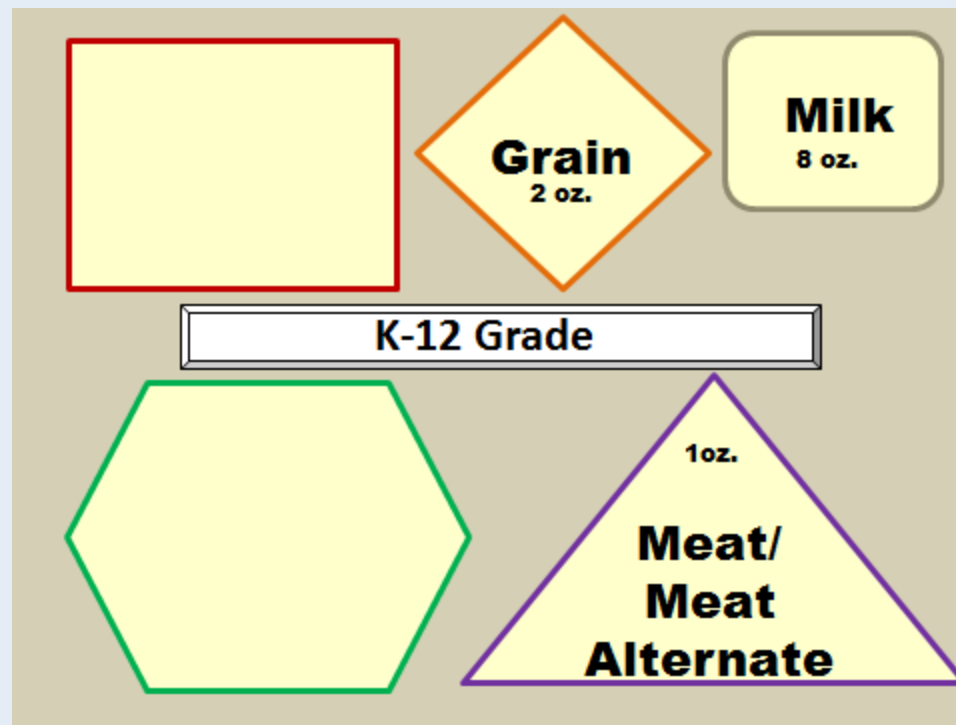 Grain
2 oz.
Milk
8 oz.
K-12 Grade
1oz.
Meat/
Meat
Alternate